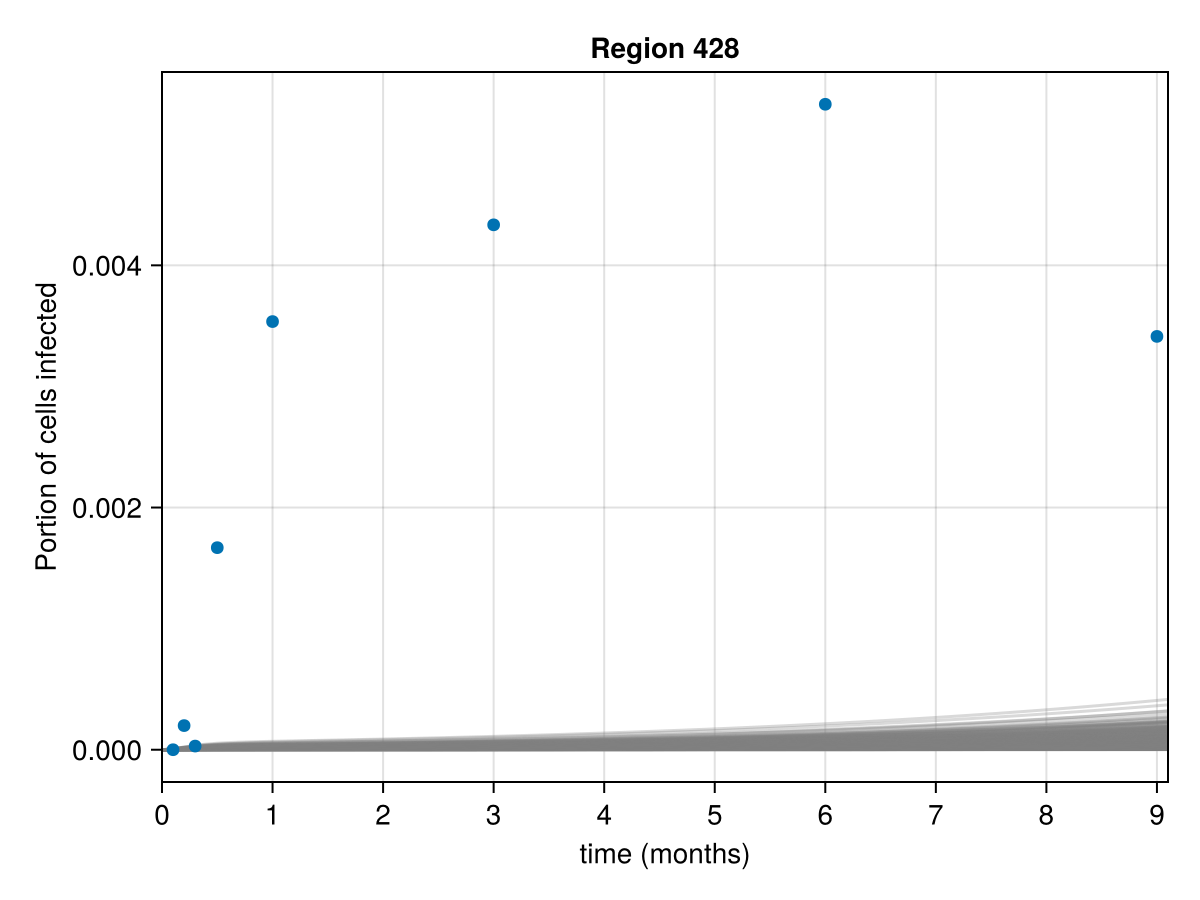 Region 428
Portion of cells infected
0.004
0.002
0.000
0 1 2 3 4 5 6 7 8 9
time (months)